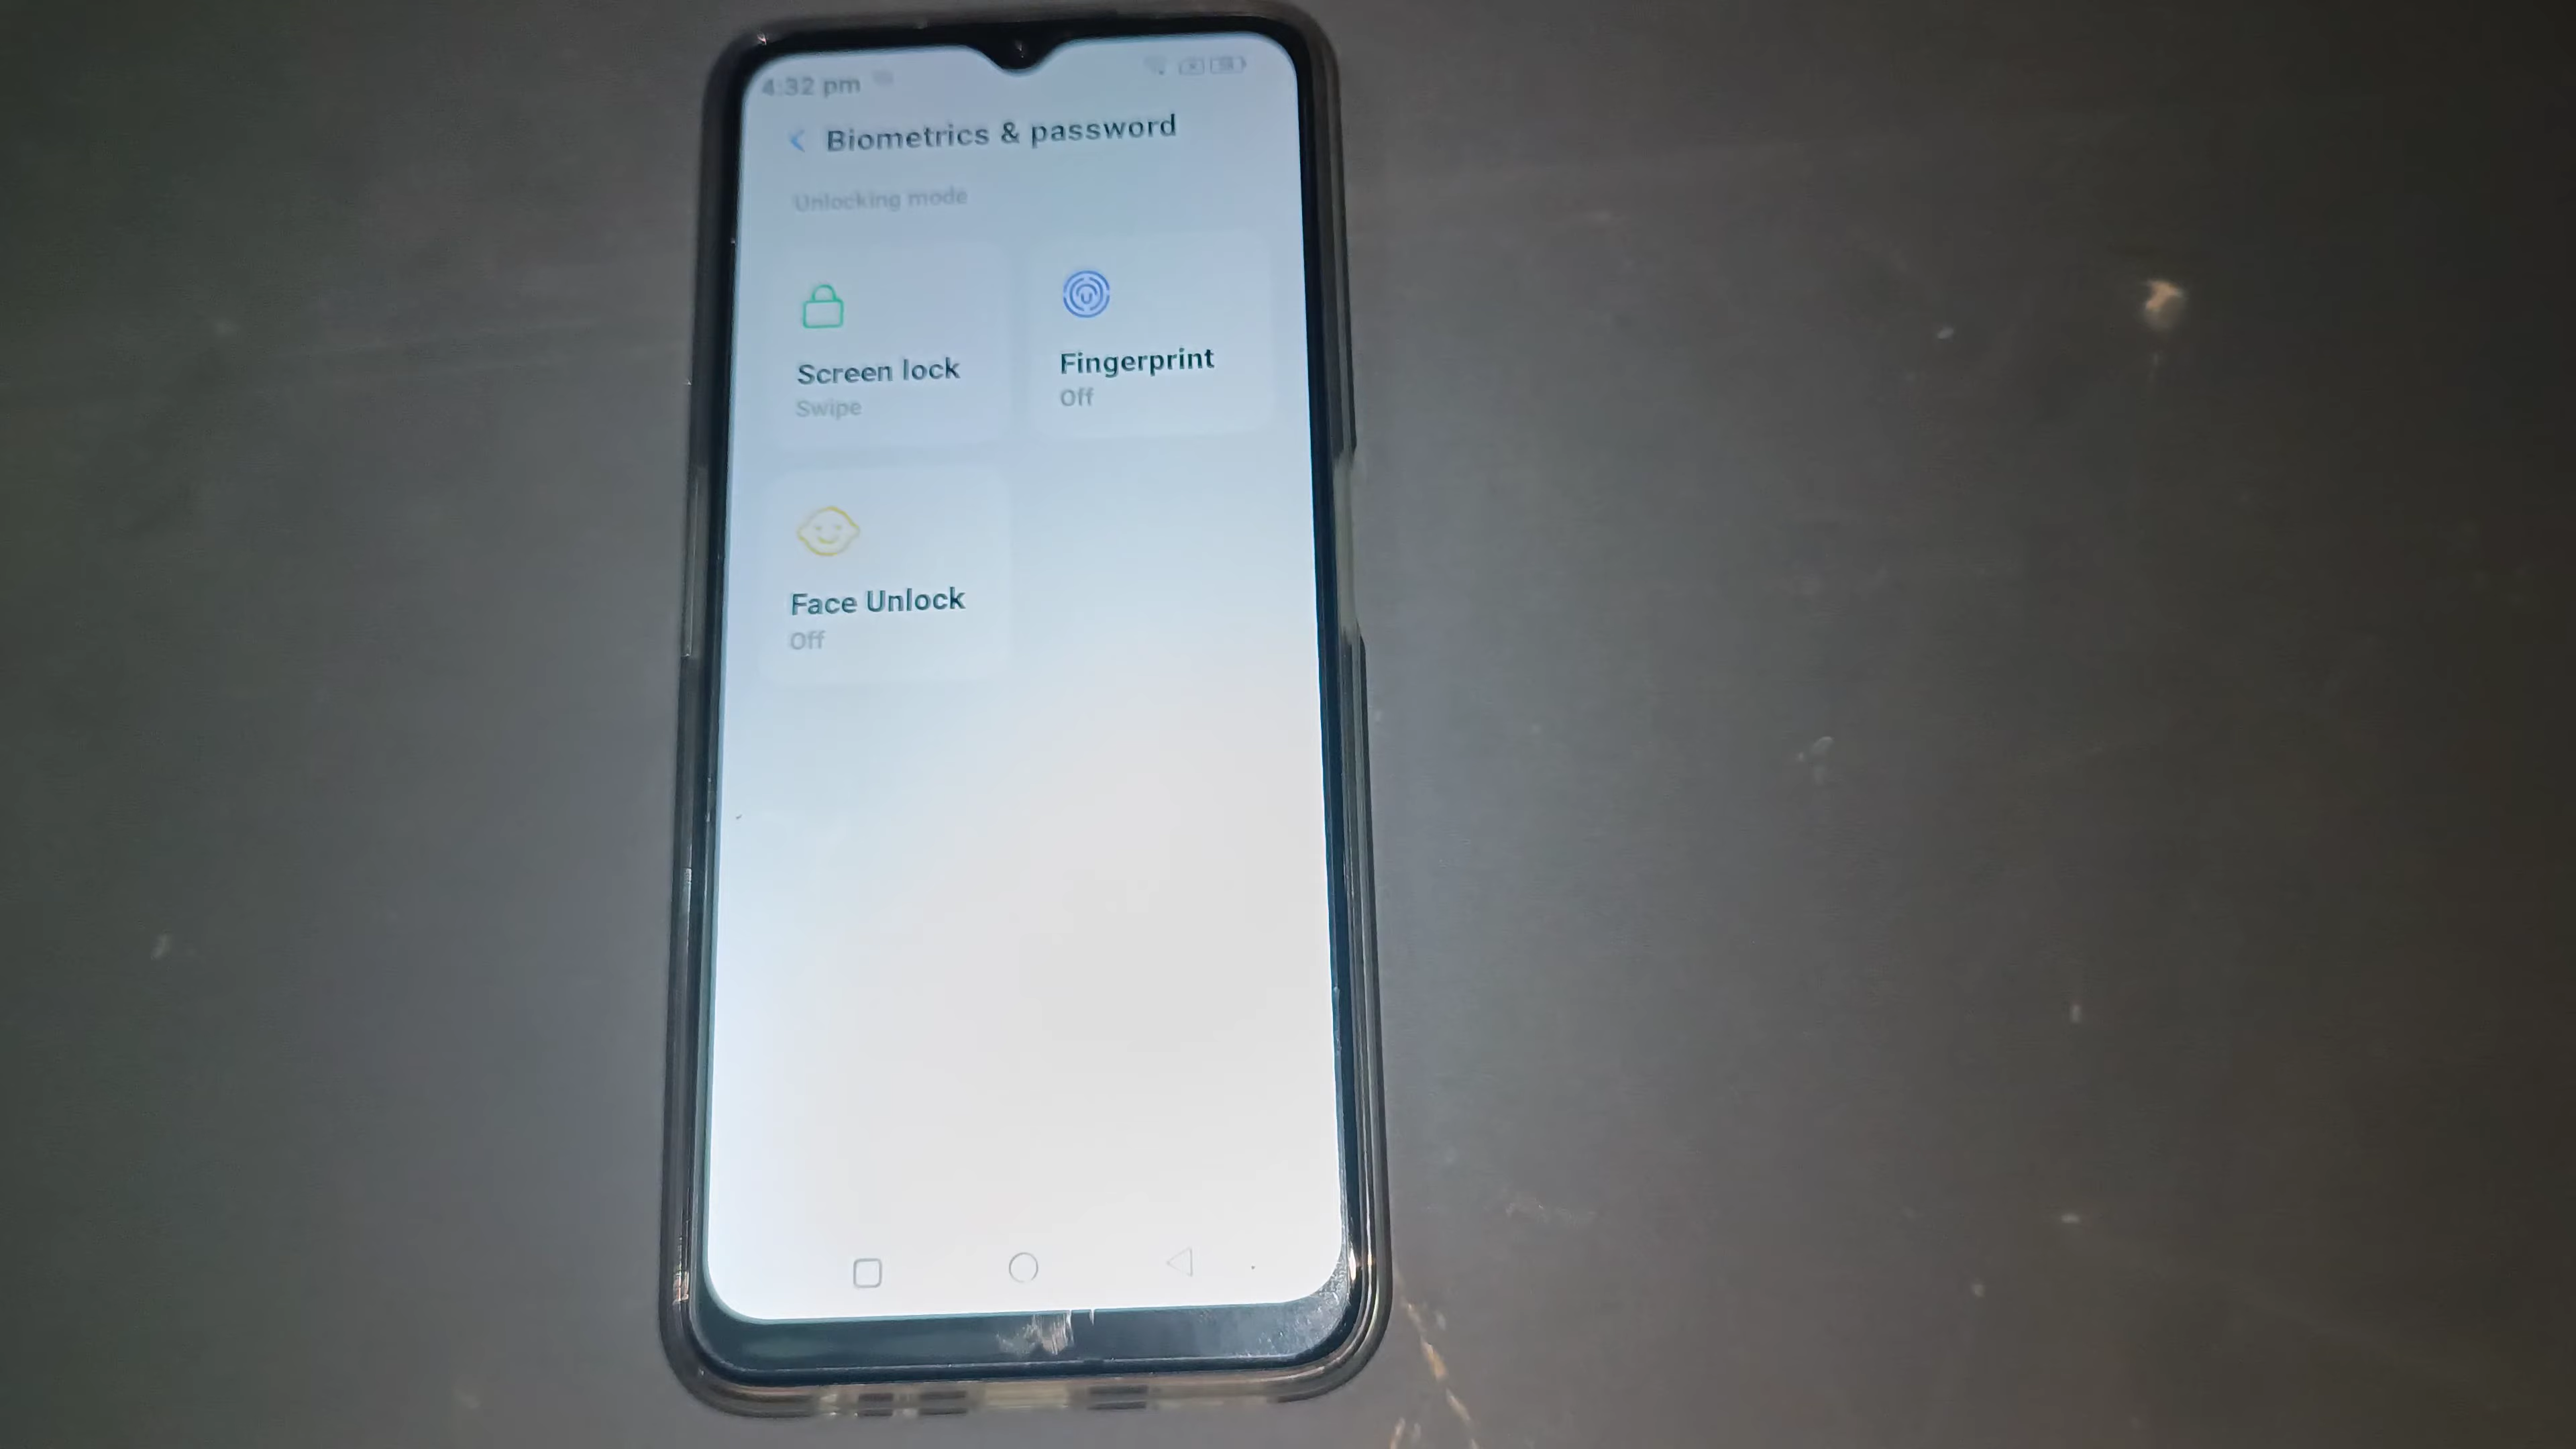 4:32 pm
Biometrics & password
Unlocking mode
Screen lock
Swipe
Fingerprint
Off
Face Unlock
Off